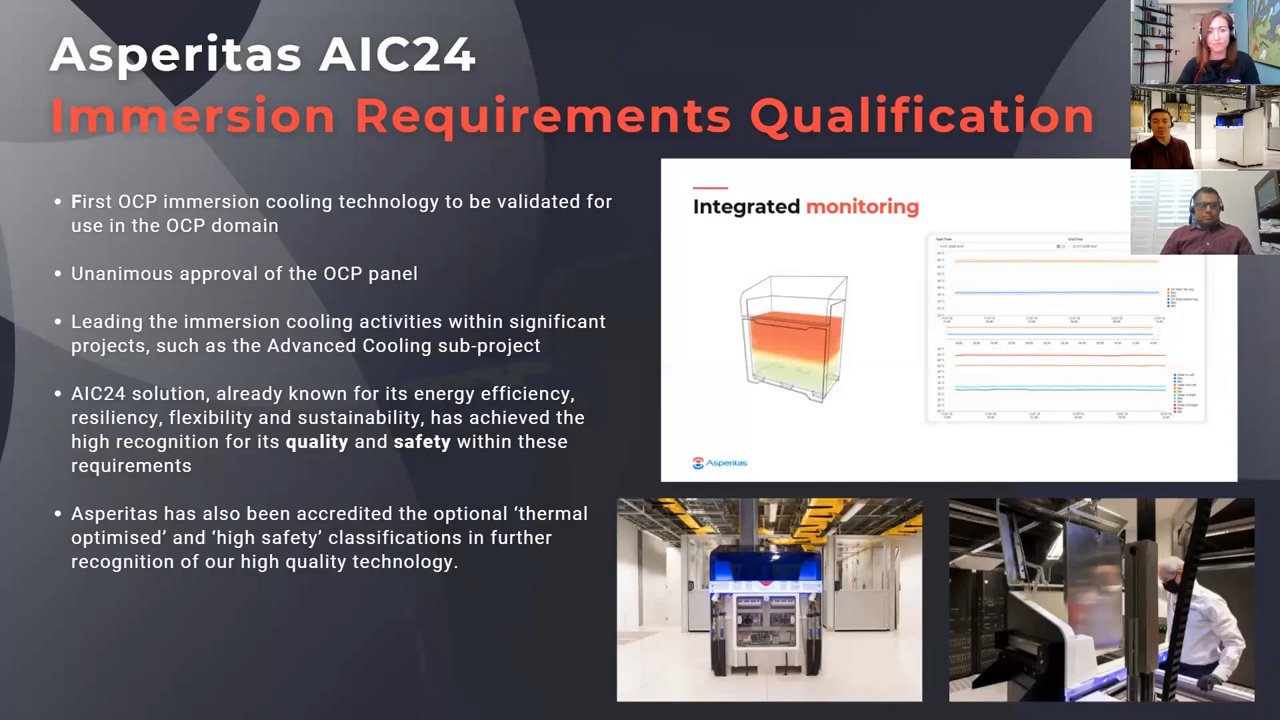 Asperitas AIC24
Immersion Requirements Qualification
• First OCP immersion cooling technology to be validated for
use in the OCP domain
• Unanimous approval of the OCP panel
• Leading the immersion cooling activities within significant
projects, such as the Advanced Cooling sub-project
• AIC24 solution, already known for its energy efficiency,
resiliency, flexibility and sustainability, has achieved the
high recognition for its quality and safety within these
requirements
• Asperitas has also been accredited the optional ‘thermal
optimised’ and ‘high safety’ classifications in further
recognition of our high quality technology.
Integrated monitoring
Start Time
End Time
Asperitas